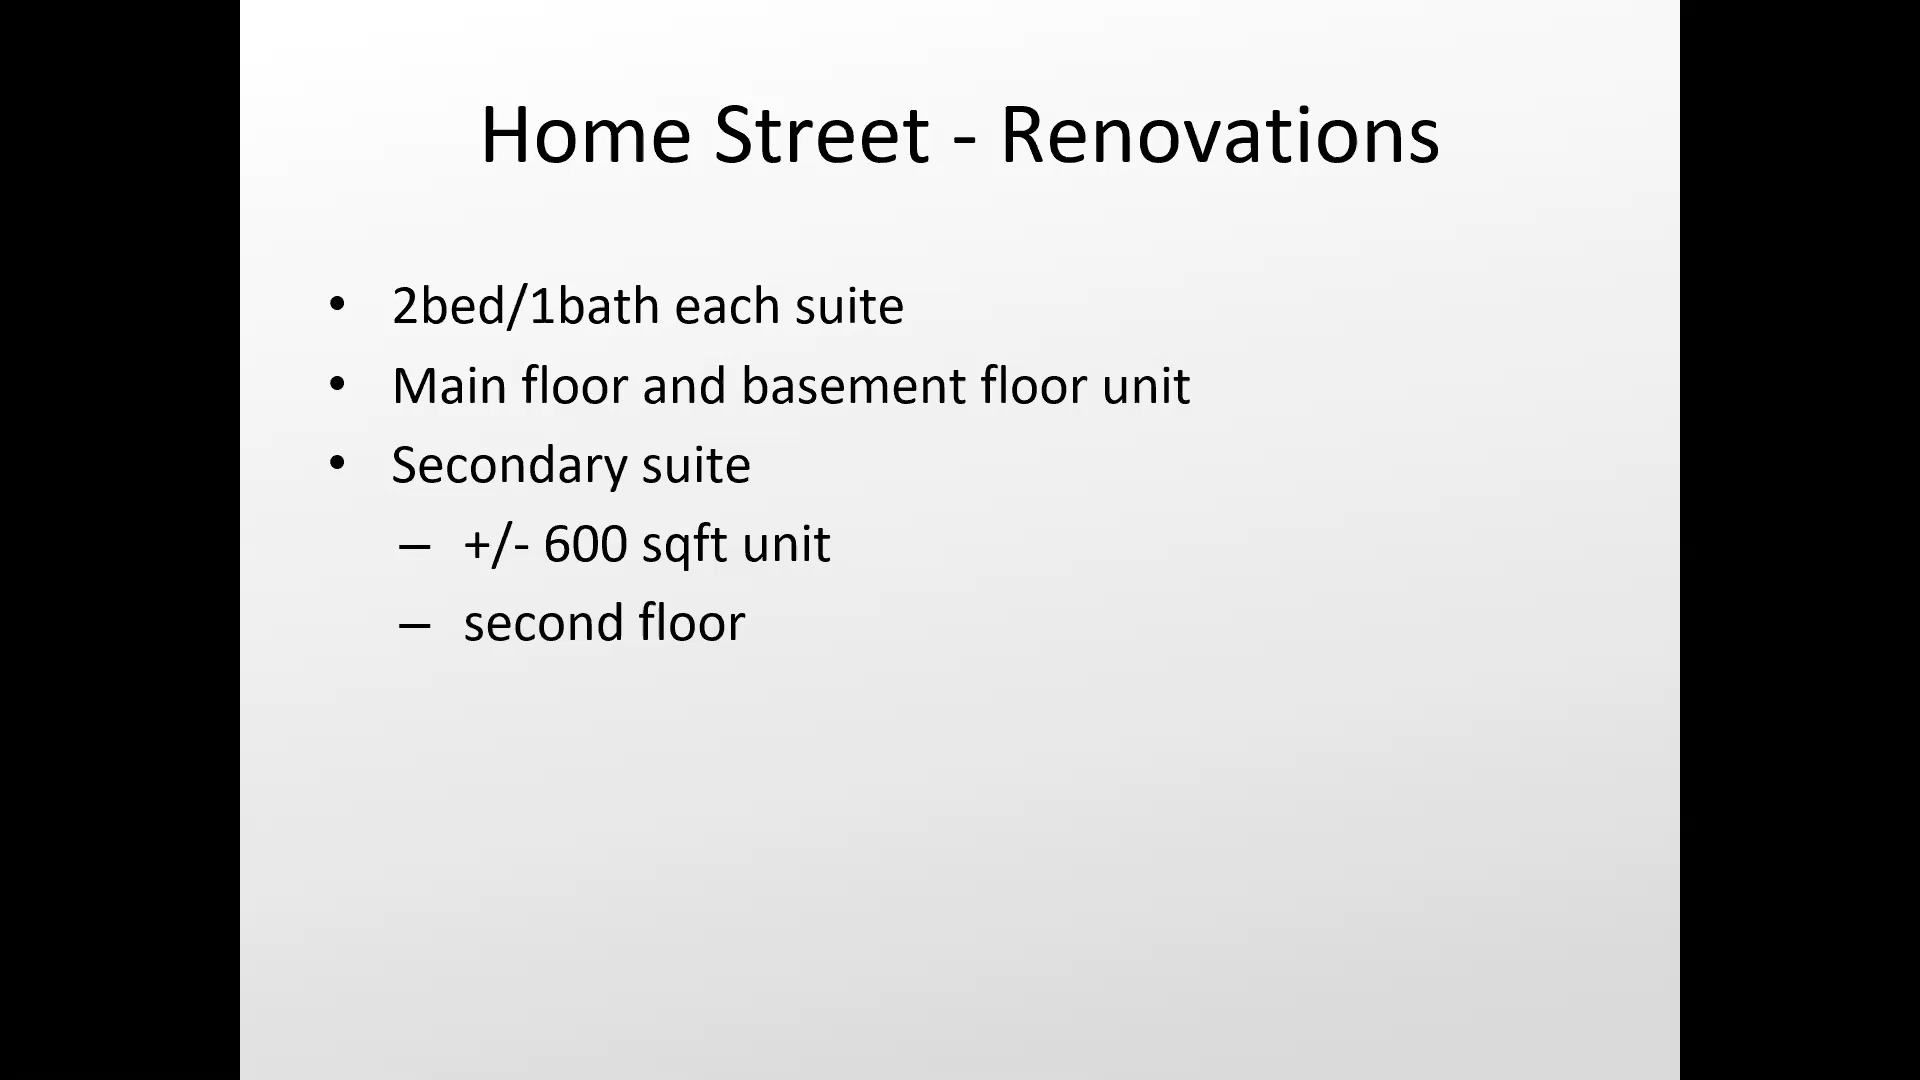 Home Street - Renovations
• 2bed/1bath each suite
• Main floor and basement floor unit
• Secondary suite
– +/- 600 sqft unit
– second floor